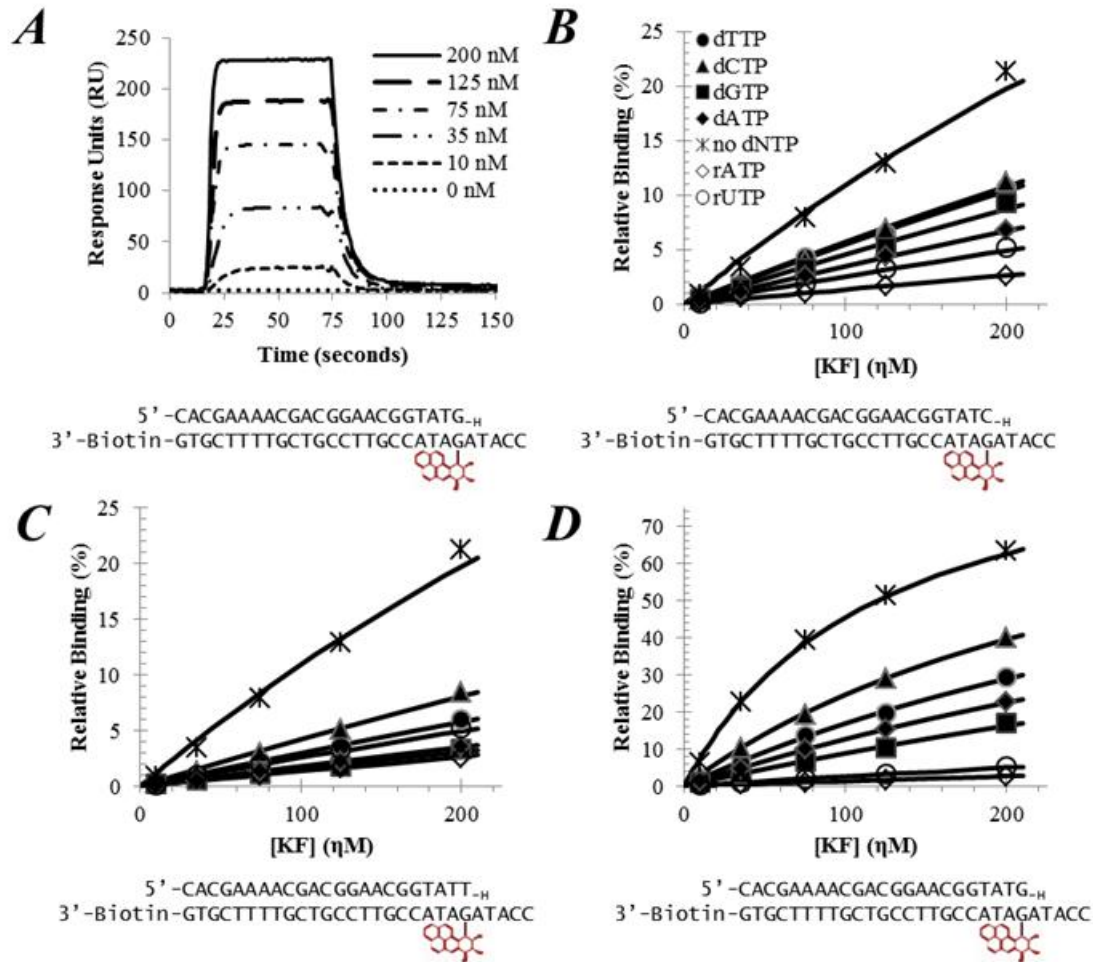 A
Response Units (RU)
250
200
150
100
50
0
0 25 50 75 100 125 150
Time (seconds)
200 nM
125 nM
75 nM
35 nM
10 nM
0 nM
5’-CACGAAAACGACGGAACGGTATG-H
3’-Biotin-GTGCTTTTGCTGCCTTGCCATAGATACC
B
Relative Binding (%)
25
20
15
10
5
0
0 100 200
[KF] (ηM)
dTTP
dCTP
dGTP
dATP
no dNTP
rATP
rUTP
5’-CACGAAAACGACGGAACGGTATC-H
3’-Biotin-GTGCTTTTGCTGCCTTGCCATAGATACC
C
Relative Binding (%)
25
20
15
10
5
0
0 100 200
[KF] (ηM)
5’-CACGAAAACGACGGAACGGTATT-H
3’-Biotin-GTGCTTTTGCTGCCTTGCCATAGATACC
D
Relative Binding (%)
70
60
50
40
30
20
10
0
0 100 200
[KF] (ηM)
5’-CACGAAAACGACGGAACGGTATG-H
3’-Biotin-GTGCTTTTGCTGCCTTGCCATAGATACC